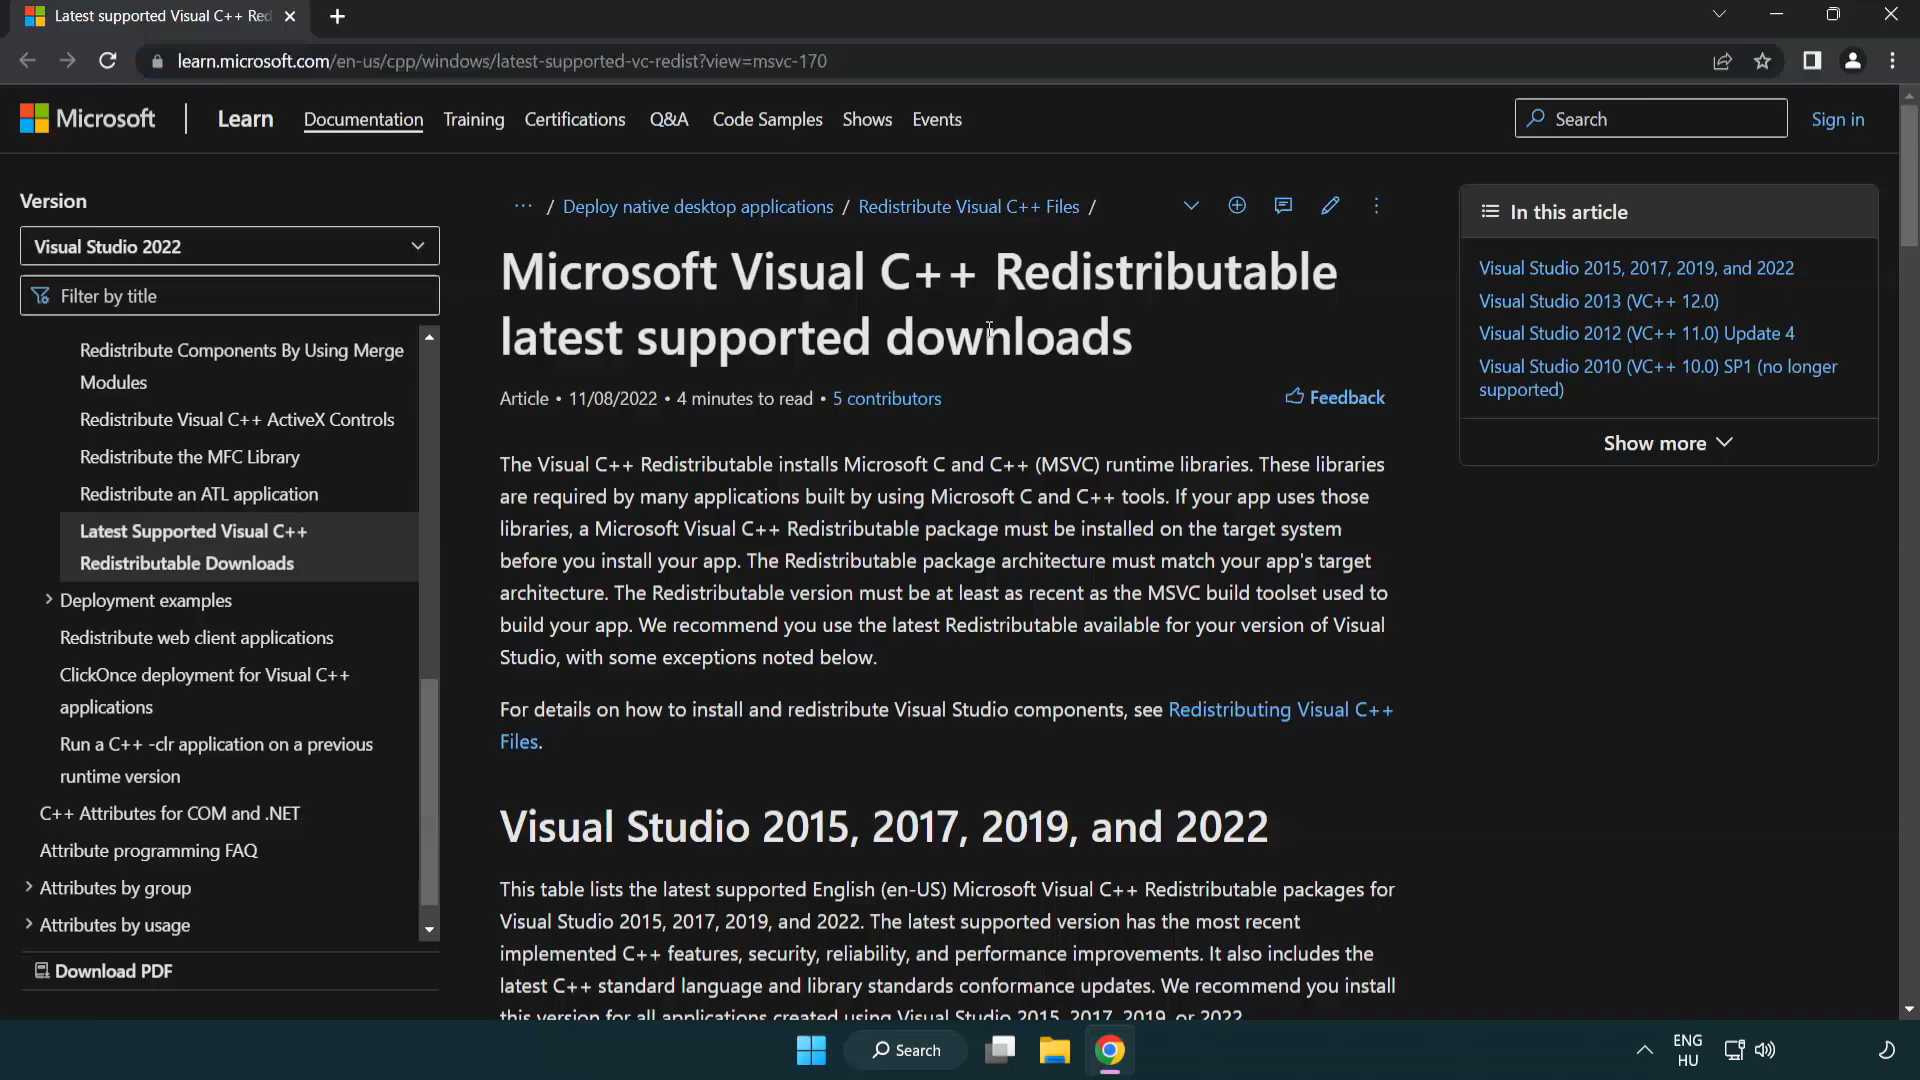 Latest supported Visual C++ Red
learn.microsoft.com/en-us/cpp/windows/latest-supported-vc-redist?view=msvc-170
Microsoft
Learn
Documentation
Training
Certifications
Q&A
Code Samples
Shows
Events
Search
Sign in
Version
Visual Studio 2022
Filter by title
Redistribute Components By Using Merge
Modules
Redistribute Visual C++ ActiveX Controls
Redistribute the MFC Library
Redistribute an ATL application
Latest Supported Visual C++
Redistributable Downloads
Deployment examples
Redistribute web client applications
ClickOnce deployment for Visual C++
applications
Run a C++ -clr application on a previous
runtime version
C++ Attributes for COM and .NET
Attribute programming FAQ
Attributes by group
Attributes by usage
Download PDF
··· / Deploy native desktop applications / Redistribute Visual C++ Files /
Microsoft Visual C++ Redistributable
latest supported downloads
Article • 11/08/2022 • 4 minutes to read • 5 contributors
Feedback
The Visual C++ Redistributable installs Microsoft C and C++ (MSVC) runtime libraries. These libraries
are required by many applications built by using Microsoft C and C++ tools. If your app uses those
libraries, a Microsoft Visual C++ Redistributable package must be installed on the target system
before you install your app. The Redistributable package architecture must match your app's target
architecture. The Redistributable version must be at least as recent as the MSVC build toolset used to
build your app. We recommend you use the latest Redistributable available for your version of Visual
Studio, with some exceptions noted below.
For details on how to install and redistribute Visual Studio components, see Redistributing Visual C++
Files.
Visual Studio 2015, 2017, 2019, and 2022
This table lists the latest supported English (en-US) Microsoft Visual C++ Redistributable packages for
Visual Studio 2015, 2017, 2019, and 2022. The latest supported version has the most recent
implemented C++ features, security, reliability, and performance improvements. It also includes the
latest C++ standard language and library standards conformance updates. We recommend you install
this version for all applications created using Visual Studio 2015, 2017, 2019, or 2022.
In this article
Visual Studio 2015, 2017, 2019, and 2022
Visual Studio 2013 (VC++ 12.0)
Visual Studio 2012 (VC++ 11.0) Update 4
Visual Studio 2010 (VC++ 10.0) SP1 (no longer
supported)
Show more
Search
ENG
HU